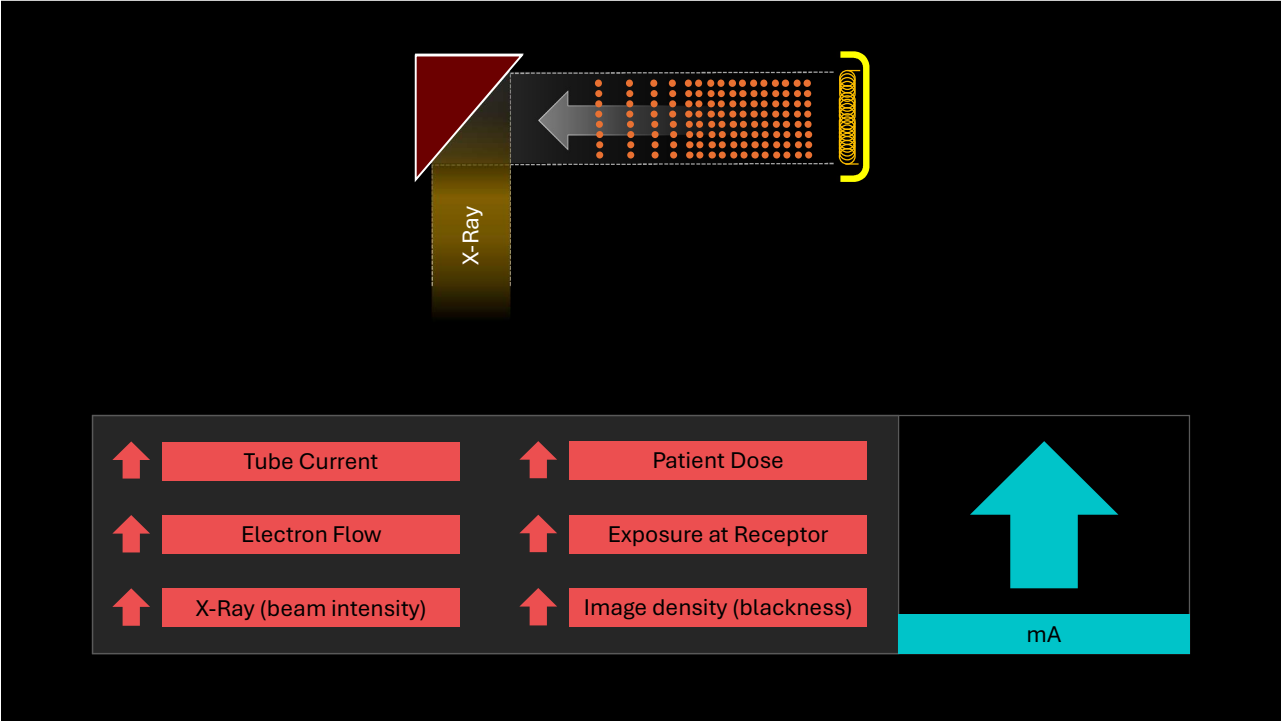 X-Ray
Tube Current
Patient Dose
Electron Flow
Exposure at Receptor
X-Ray (beam intensity)
Image density (blackness)
mA